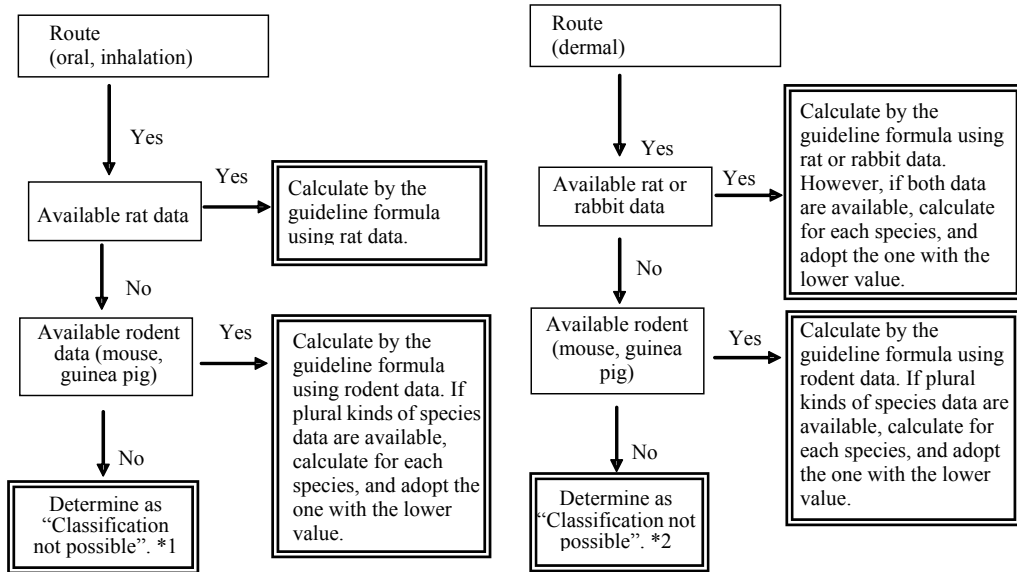 Route
(oral, inhalation)
Yes
Available rat data
Yes
Calculate by the
guideline formula
using rat data.
No
Available rodent
data (mouse,
guinea pig)
Yes
Calculate by the
guideline formula
using rodent data. If
plural kinds of species
data are available,
calculate for each
species, and adopt the
one with the lower
value.
No
Determine as
“Classification
not possible”. *1
Route
(dermal)
Yes
Available rat or
rabbit data
Yes
Calculate by the
guideline formula using
rat or rabbit data.
However, if both data
are available, calculate
for each species, and
adopt the one with the
lower value.
No
Available rodent
(mouse, guinea
pig)
Yes
Calculate by the
guideline formula using
rodent data. If plural
kinds of species data are
available, calculate for
each species, and adopt
the one with the lower
value.
No
Determine as
“Classification not
possible”. *2